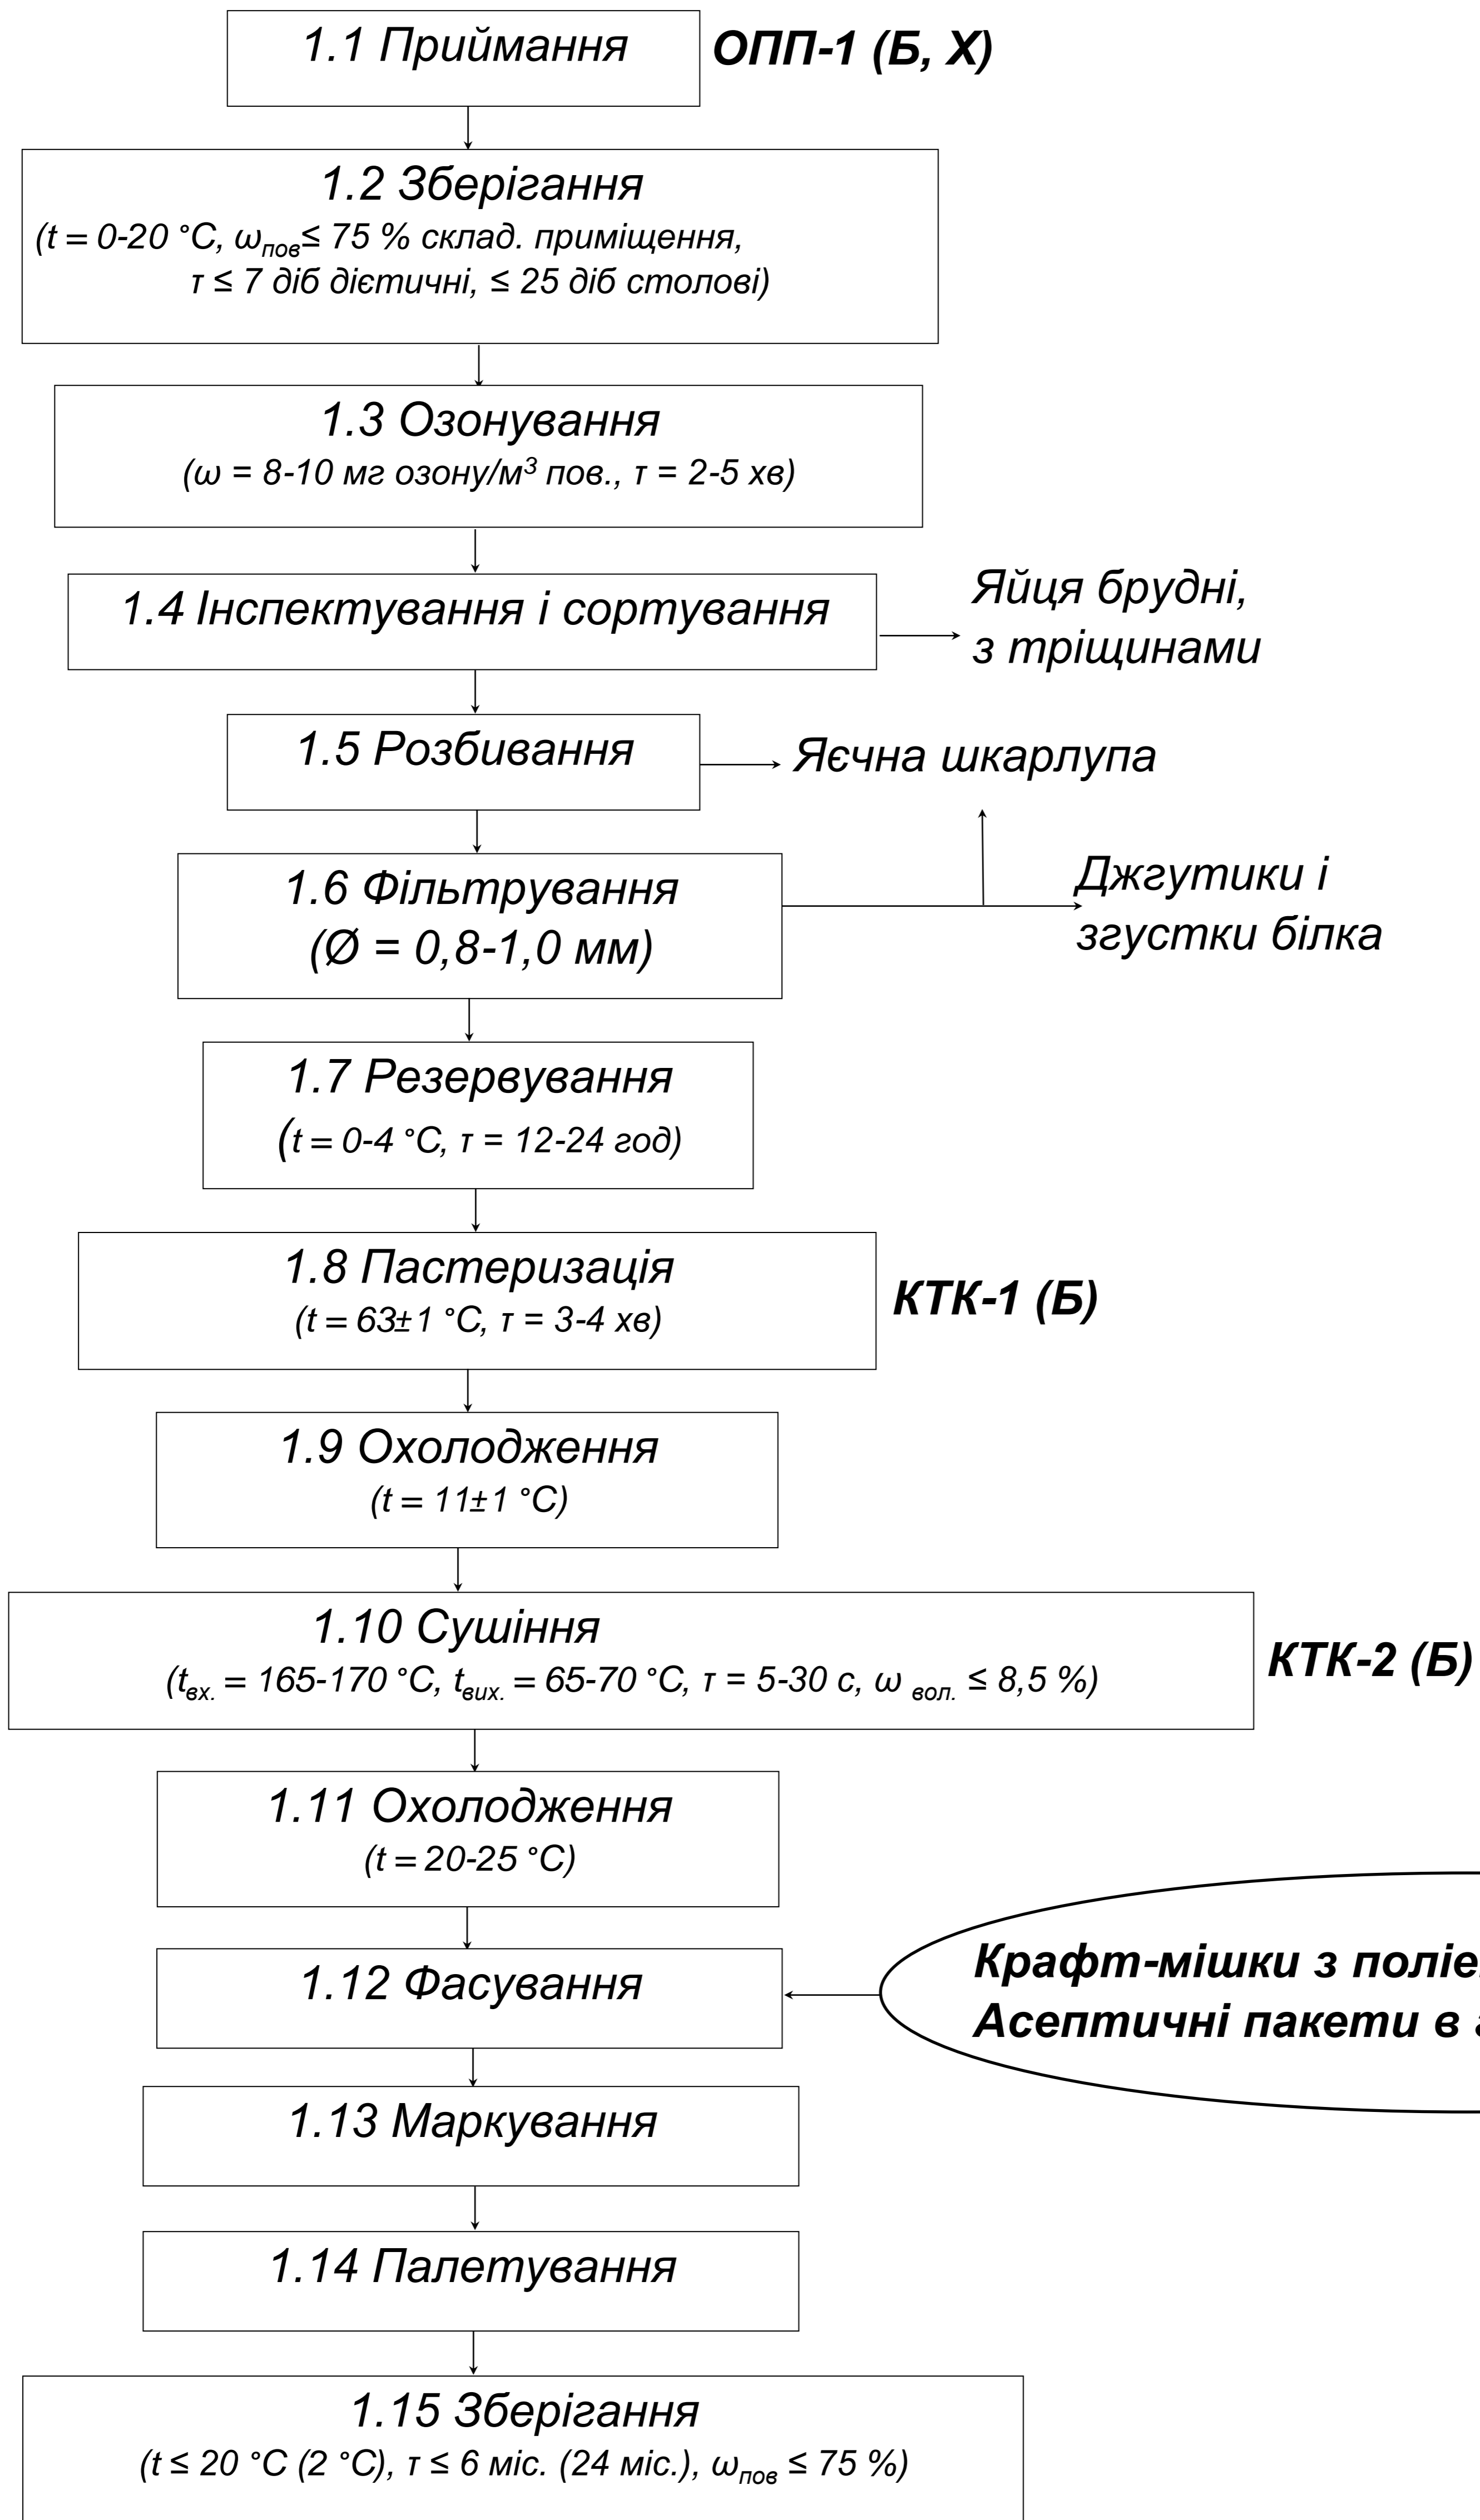 1.1 Приймання
ОПП-1 (Б, Х)
1.2 Зберігання
(t = 0-20 °C, ωпов≤ 75 % склад. приміщення,
τ ≤ 7 діб дієтичні, ≤ 25 діб столові)
1.3 Озонування
(ω = 8-10 мг озону/м³ пов., τ = 2-5 хв)
1.4 Інспектування і сортування
Яйця брудні,
з тріщинами
1.5 Розбивання
Яєчна шкарлупа
1.6 Фільтрування
(Ø = 0,8-1,0 мм)
Джгутики і
згустки білка
1.7 Резервування
(t = 0-4 °C, τ = 12-24 год)
1.8 Пастеризація
(t = 63±1 °C, τ = 3-4 хв)
КТК-1 (Б)
1.9 Охолодження
(t = 11±1 °C)
1.10 Сушіння
(tвх. = 165-170 °C, tвих. = 65-70 °C, τ = 5-30 с, ω вол. ≤ 8,5 %)
КТК-2 (Б)
1.11 Охолодження
(t = 20-25 °C)
1.12 Фасування
Крафт-мішки з
Асептичні пакети в
1.13 Маркування
1.14 Палетування
1.15 Зберігання
(t ≤ 20 °C (2 °C), τ ≤ 6 міс. (24 міс.), ωпов ≤ 75 %)